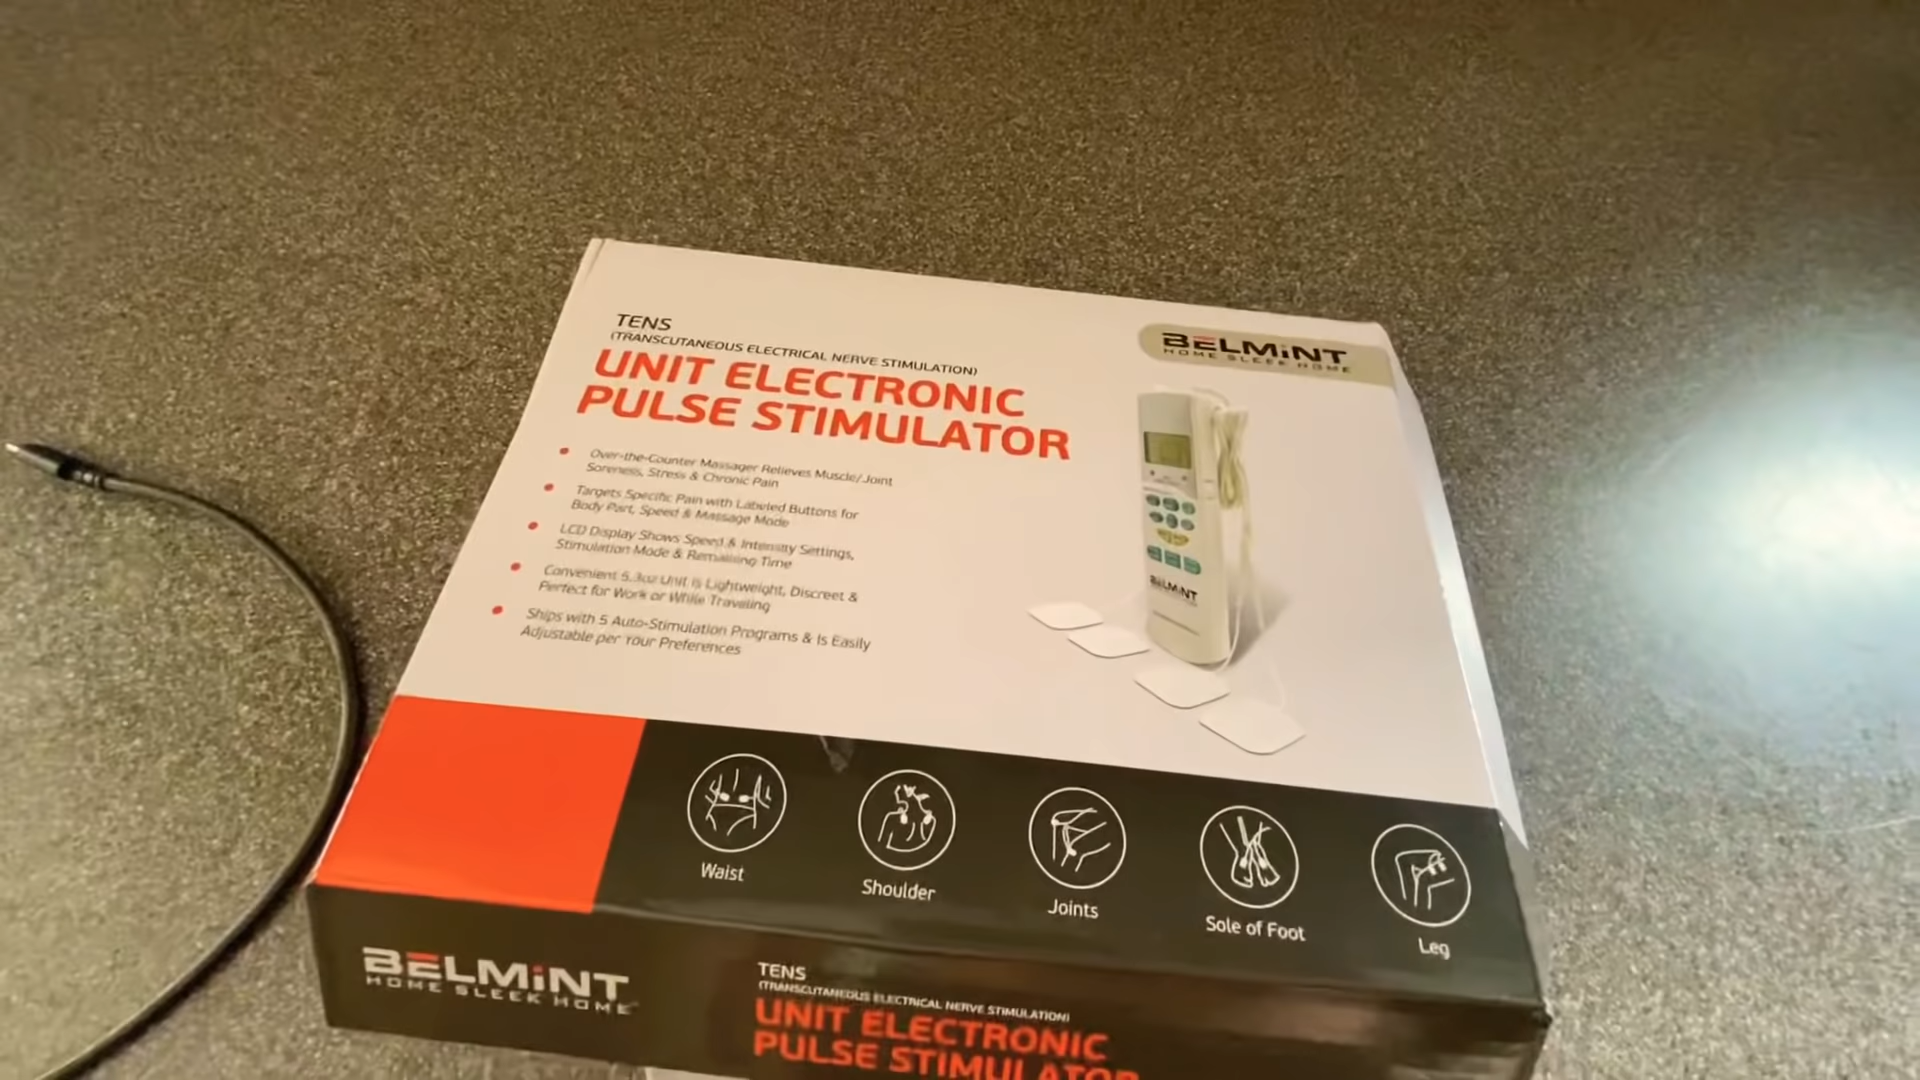 TENS
(TRANSCUTANEOUS ELECTRICAL NERVE STIMULATION)
UNIT ELECTRONIC
PULSE STIMULATOR
BELMiNT
HOME SLEEK HOME
Over-the-Counter Massager Relieves Muscle/Joint
Soreness, Stress & Chronic Pain
Targets Specific Pain with Labeled Buttons for
Body Part, Speed & Massage Mode
LCD Display Shows Speed & Intensity Settings,
Stimulation Mode & Remaining Time
Convenient 5.3oz Unit is Lightweight, Discreet &
Perfect for Work or While Traveling
Ships with 5 Auto-Stimulation Programs & Is Easily
Adjustable per Your Preferences
BELMiNT
Waist
Shoulder
Joints
Sole of Foot
Leg
BELMiNT
HOME SLEEK HOME
TENS
(TRANSCUTANEOUS ELECTRICAL NERVE STIMULATION)
UNIT ELECTRONIC
PULSE STIMULATOR